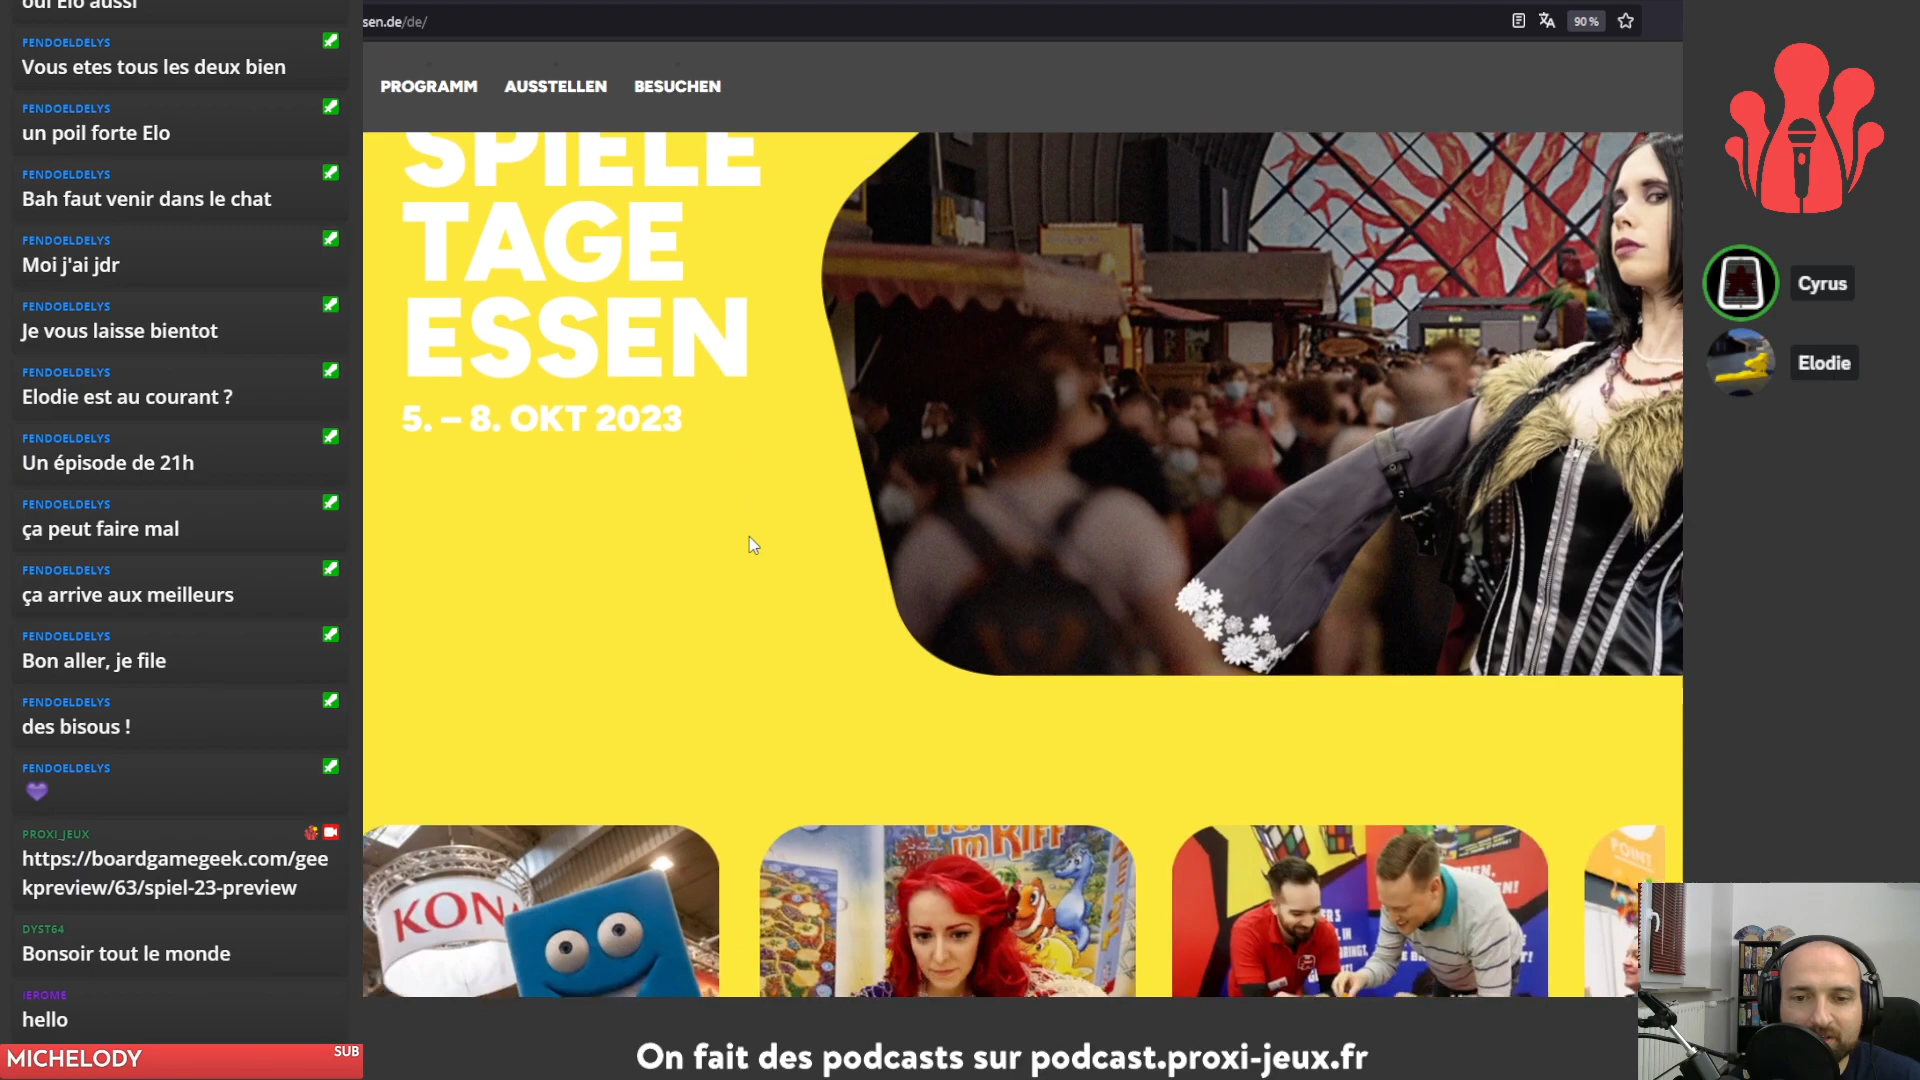 oui Elo aussi
FENDOELDELYS
Vous etes tous les deux bien
FENDOELDELYS
un poil forte Elo
FENDOELDELYS
Bah faut venir dans le chat
FENDOELDELYS
Moi j'ai jdr
FENDOELDELYS
Je vous laisse bientot
FENDOELDELYS
Elodie est au courant ?
FENDOELDELYS
Un épisode de 21h
FENDOELDELYS
ça peut faire mal
FENDOELDELYS
ça arrive aux meilleurs
FENDOELDELYS
Bon aller, je file
FENDOELDELYS
des bisous !
FENDOELDELYS
PROXI_JEUX
https://boardgamegeek.com/gee
kpreview/63/spiel-23-preview
DYST64
Bonsoir tout le monde
IEROME
hello
MICHELODY
SUB
sen.de/de/
90 %
PROGRAMM AUSSTELLEN BESUCHEN
SPIELE
TAGE
ESSEN
5. – 8. OKT 2023
KONA
IM RIFF
POINT
Cyrus
Elodie
On fait des podcasts sur podcast.proxi-jeux.fr